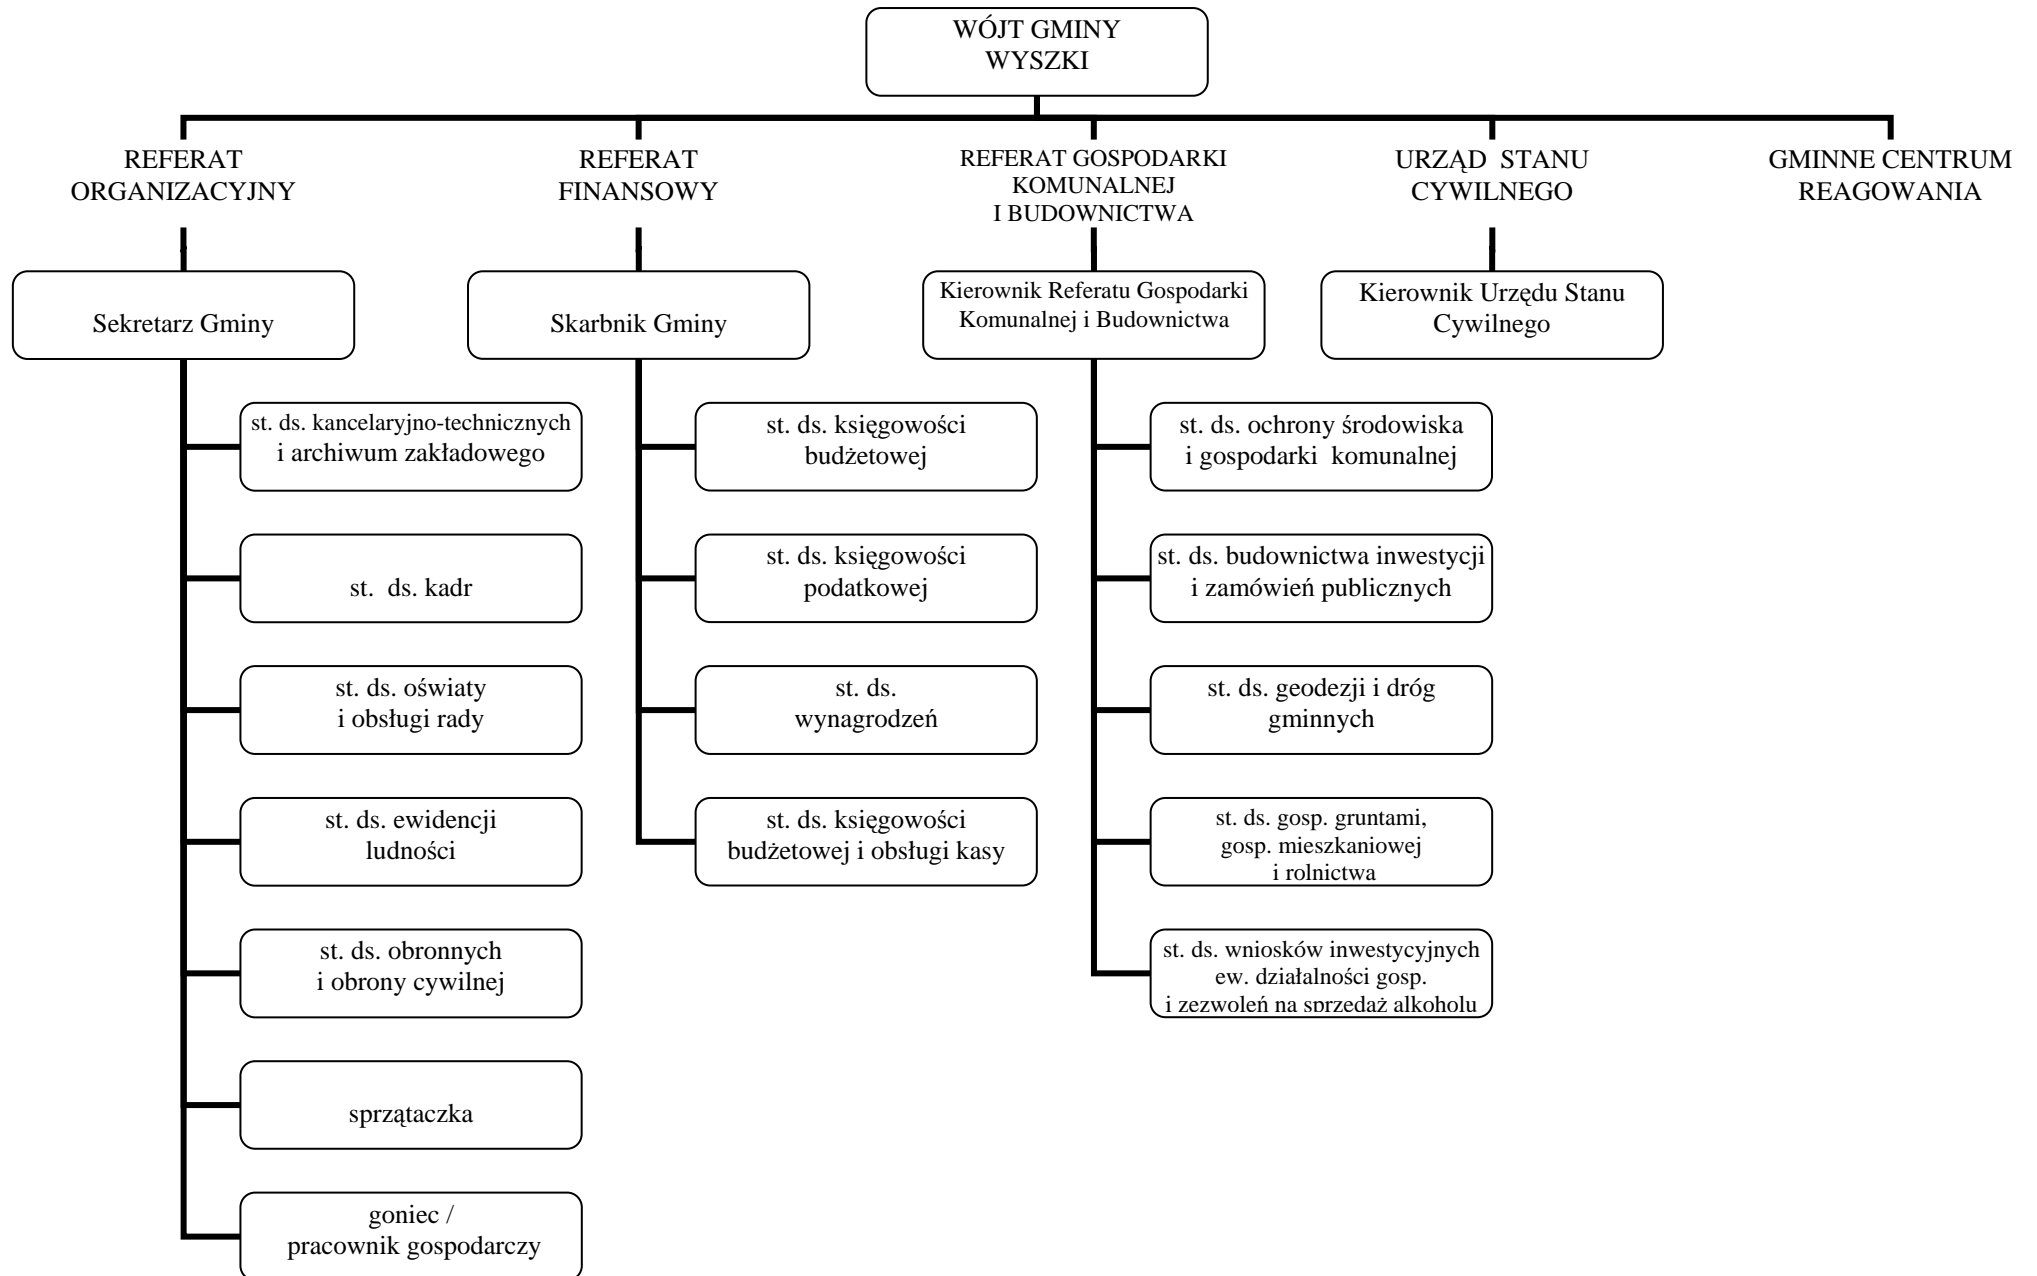 WÓJT GMINY
WYSZKI
REFERAT
ORGANIZACYJNY
REFERAT
FINANSOWY
REFERAT GOSPODARKI
KOMUNALNEJ
I BUDOWNICTWA
URZĄD STANU
CYWILNEGO
GMINNE CENTRUM
REAGOWANIA
Sekretarz Gminy
Skarbnik Gminy
Kierownik Referatu Gospodarki
Komunalnej i Budownictwa
Kierownik Urzędu Stanu
Cywilnego
st. ds. kancelaryjno-technicznych
i archiwum zakładowego
st. ds. kadr
st. ds. oświaty
i obsługi rady
st. ds. ewidencji
ludności
st. ds. obronnych
i obrony cywilnej
sprzątaczka
goniec /
pracownik gospodarczy
st. ds. księgowości
budżetowej
st. ds. księgowości
podatkowej
st. ds.
wynagrodzeń
st. ds. księgowości
budżetowej i obsługi kasy
st. ds. ochrony środowiska
i gospodarki komunalnej
st. ds. budownictwa inwestycji
i zamówień publicznych
st. ds. geodezji i dróg
gminnych
st. ds. gosp. gruntami,
gosp. mieszkaniowej
i rolnictwa
st. ds. wniosków inwestycyjnych
ew. działalności gosp.
i zezwoleń na sprzedaż alkoholu